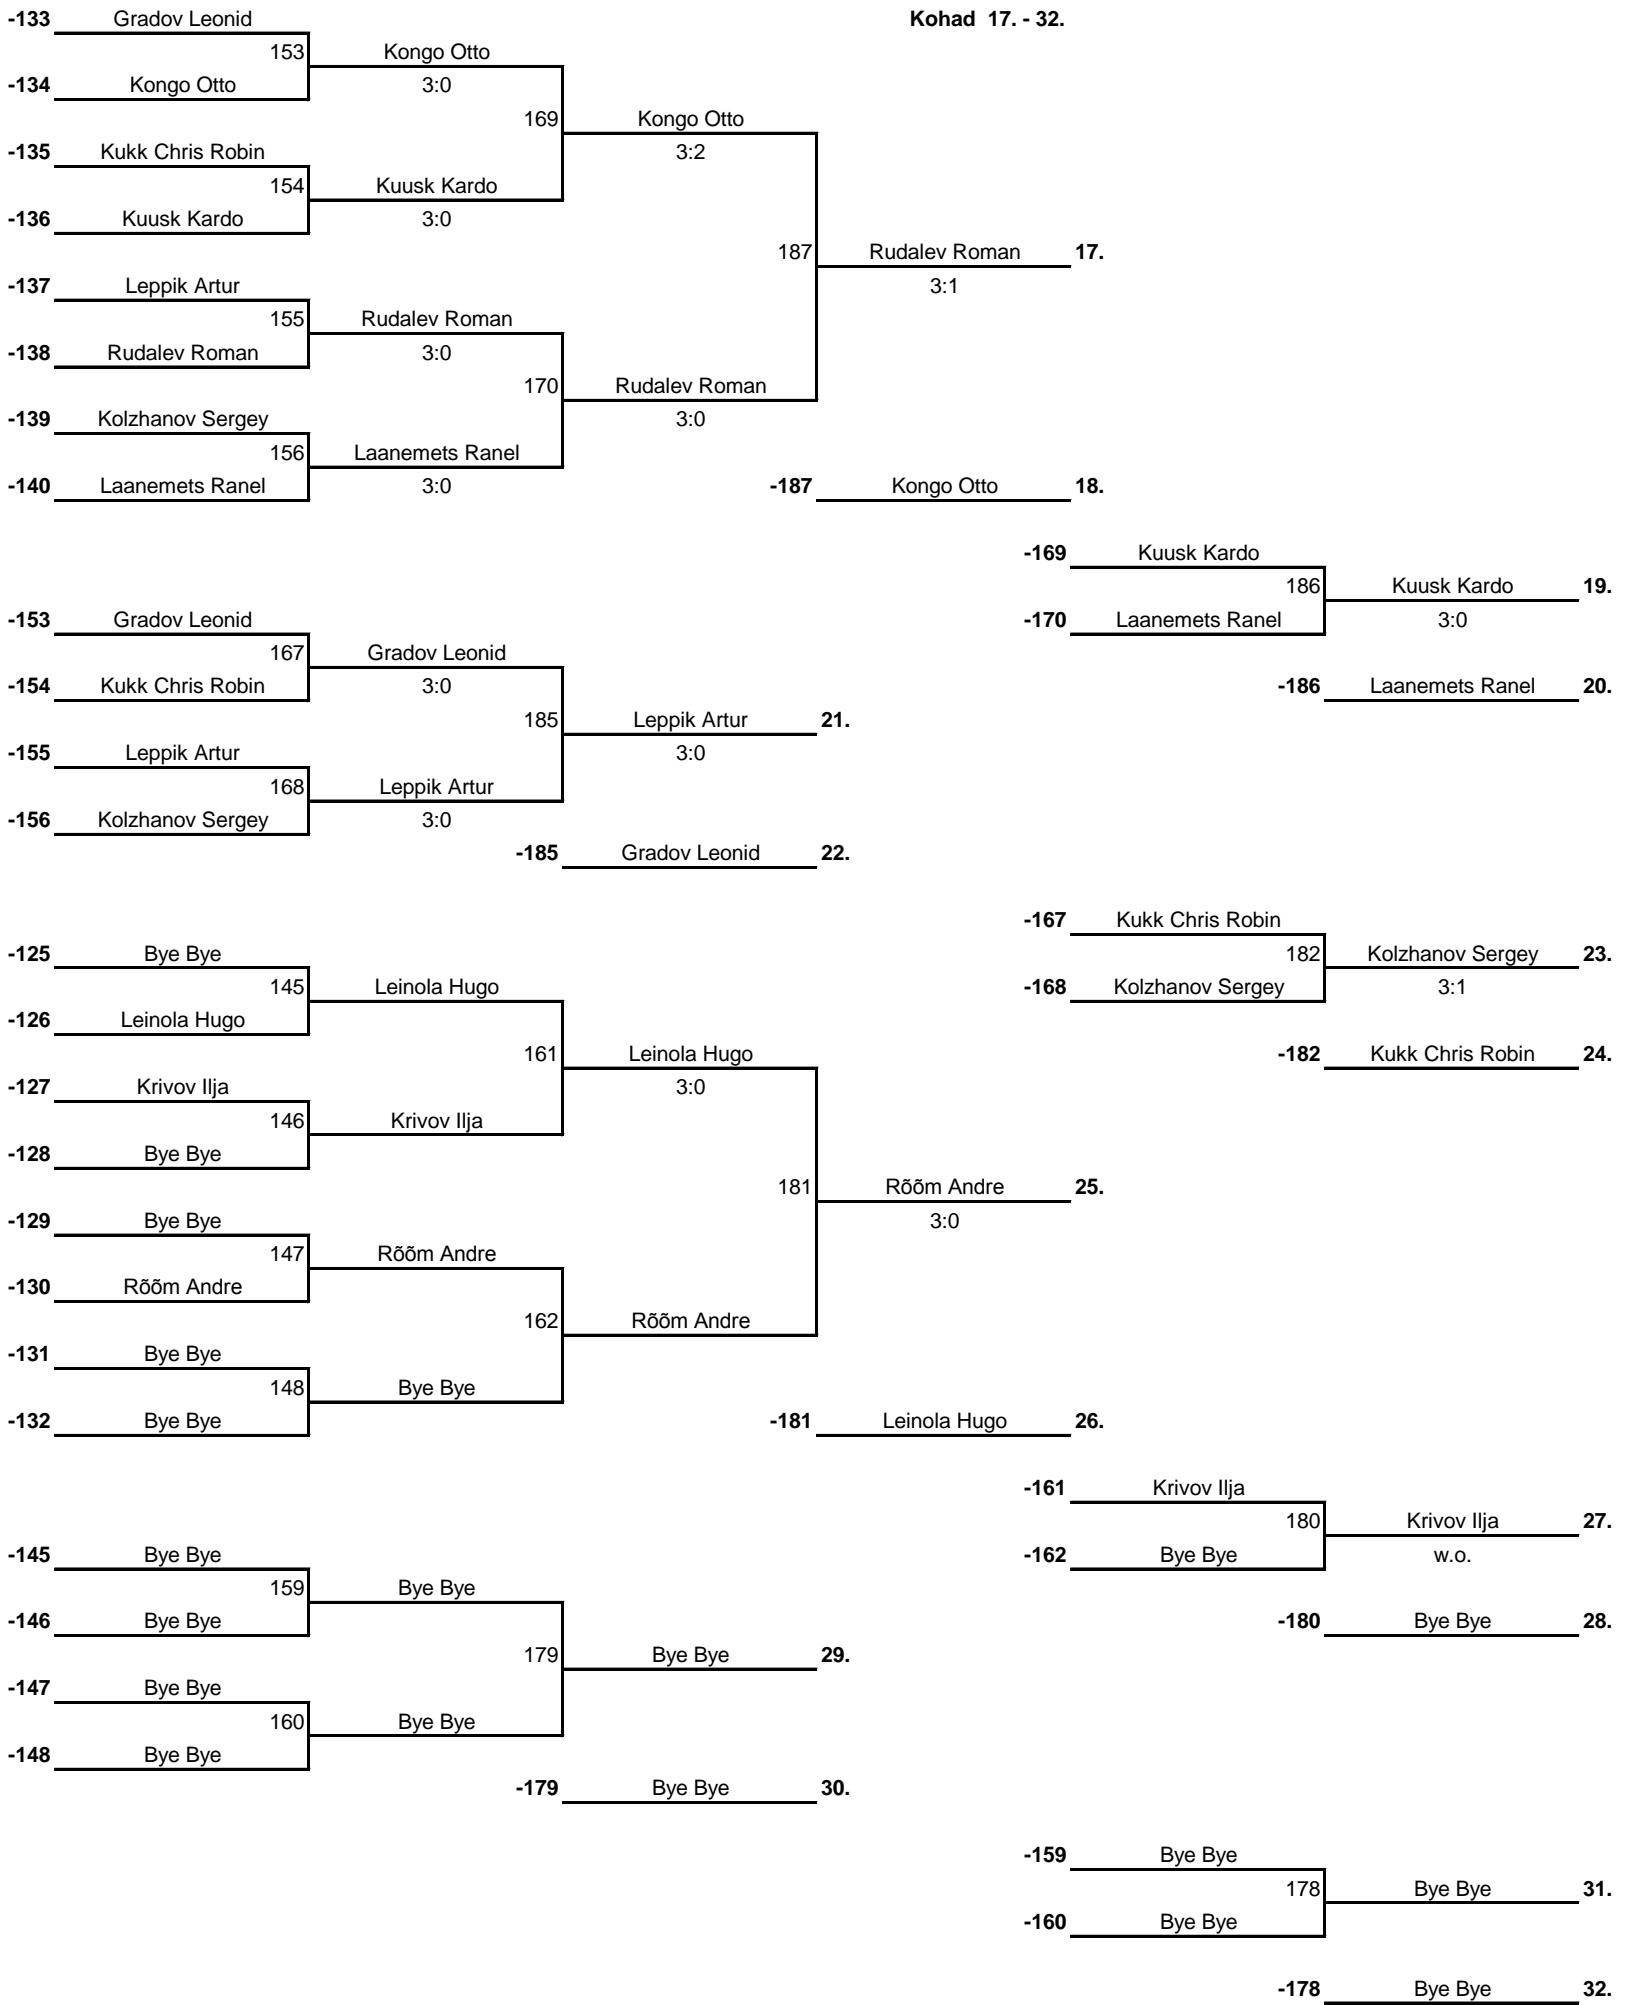 -133 Gradov Leonid Kohad 17. - 32.
153 Kongo Otto
-134 Kongo Otto 3:0
169 Kongo Otto
-135 Kukk Chris Robin 3:2
154 Kuusk Kardo
-136 Kuusk Kardo 3:0
187 Rudalev Roman 17.
-137 Leppik Artur 3:1
155 Rudalev Roman
-138 Rudalev Roman 3:0
170 Rudalev Roman
-139 Kolzhanov Sergey 3:0
156 Laanemets Ranel
-140 Laanemets Ranel 3:0 -187 Kongo Otto 18.
-169 Kuusk Kardo
186 Kuusk Kardo 19.
-153 Gradov Leonid -170 Laanemets Ranel 3:0
167 Gradov Leonid
-154 Kukk Chris Robin 3:0 -186 Laanemets Ranel 20.
185 Leppik Artur 21.
-155 Leppik Artur 3:0
168 Leppik Artur
-156 Kolzhanov Sergey 3:0
-185 Gradov Leonid 22.
-167 Kukk Chris Robin
-125 Bye Bye 182 Kolzhanov Sergey 23.
145 Leinola Hugo -168 Kolzhanov Sergey 3:1
-126 Leinola Hugo
161 Leinola Hugo -182 Kukk Chris Robin 24.
-127 Krivov Ilja 3:0
146 Krivov Ilja
-128 Bye Bye
181 Rõõm Andre 25.
-129 Bye Bye 3:0
147 Rõõm Andre
-130 Rõõm Andre
162 Rõõm Andre
-131 Bye Bye
148 Bye Bye
-132 Bye Bye -181 Leinola Hugo 26.
-161 Krivov Ilja
180 Krivov Ilja 27.
-145 Bye Bye -162 Bye Bye w.o.
159 Bye Bye
-146 Bye Bye -180 Bye Bye 28.
179 Bye Bye 29.
-147 Bye Bye
160 Bye Bye
-148 Bye Bye
-179 Bye Bye 30.
-159 Bye Bye
178 Bye Bye 31.
-160 Bye Bye
-178 Bye Bye 32.